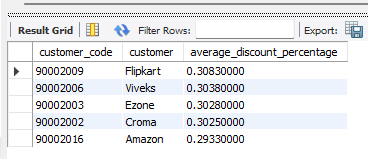 Result Grid Filter Rows: Export:
customer_code customer average_discount_percentage
90002009 Flipkart 0.30830000
90002006 Viveks 0.30380000
90002003 Ezone 0.30280000
90002002 Croma 0.30250000
90002016 Amazon 0.29330000